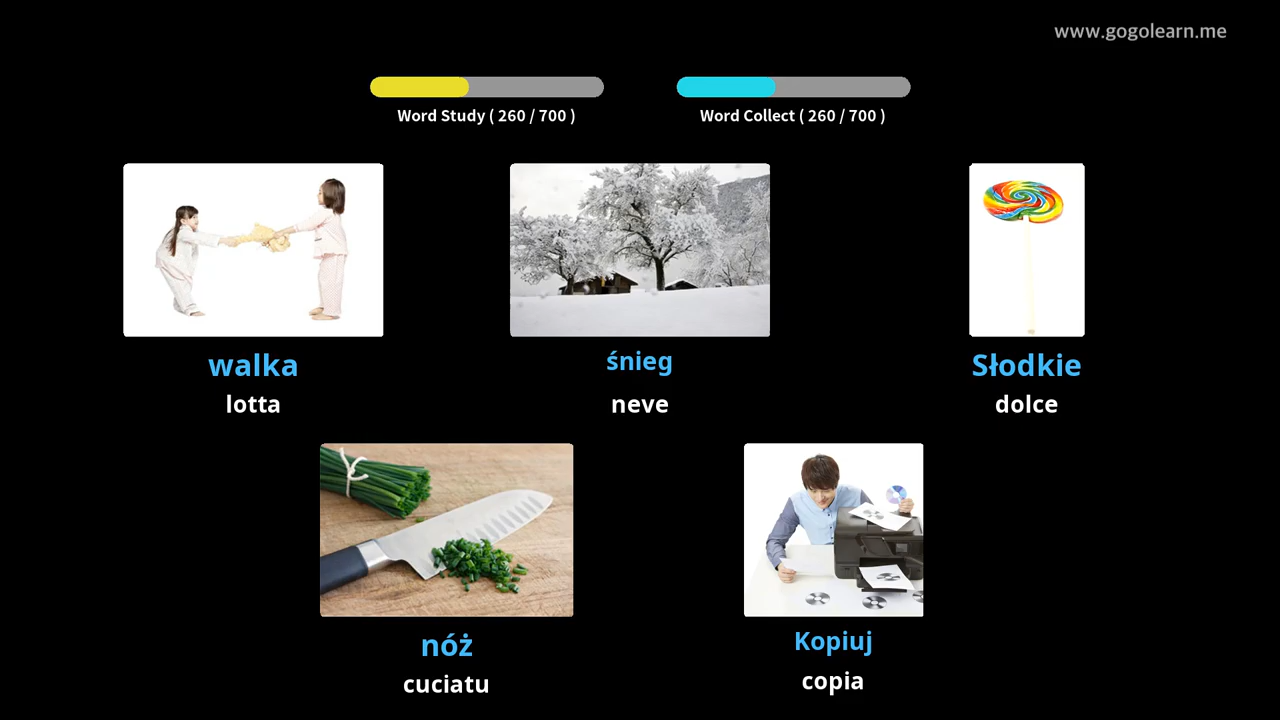 www.gogolearn.me
Word Study ( 260 / 700 )
Word Collect ( 260 / 700 )
walka
lotta
śnieg
neve
Słodkie
dolce
nóż
cuciatu
Kopiuj
copia